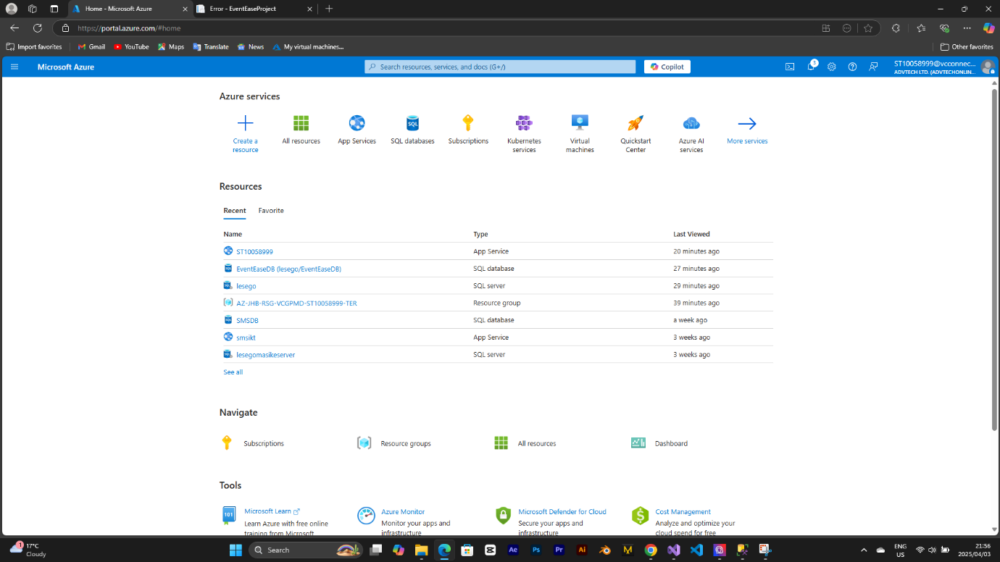 Home - Microsoft Azure
Error - EventEaseProject
https://portal.azure.com/#home
Import favorites
Gmail
YouTube
Maps
Translate
News
My virtual machines...
Other favorites
Microsoft Azure
Search resources, services, and docs (G+/)
Copilot
3
ST10058999@vcconnec...
ADVTECH LTD. (ADVTECHONLIN...
Azure services
Create a
resource
All resources
App Services
SQL databases
Subscriptions
Kubernetes
services
Virtual
machines
Quickstart
Center
Azure AI
services
More services
Resources
Recent Favorite
Name Type Last Viewed
ST10058999 App Service 20 minutes ago
EventEaseDB (lesego/EventEaseDB) SQL database 27 minutes ago
lesego SQL server 29 minutes ago
AZ-JHB-RSG-VCGPMD-ST10058999-TER Resource group 39 minutes ago
SMSDB SQL database a week ago
smsikt App Service 3 weeks ago
lesegomasikeserver SQL server 3 weeks ago
See all
Navigate
Subscriptions
Resource groups
All resources
Dashboard
Tools
Microsoft Learn
Learn Azure with free online
training from Microsoft
Azure Monitor
Monitor your apps and
infrastructure
Microsoft Defender for Cloud
Secure your apps and
infrastructure
Cost Management
Analyze and optimize your
cloud spend for free
1
17°C
Cloudy
Search
ENG
US
21:56
2025/04/03